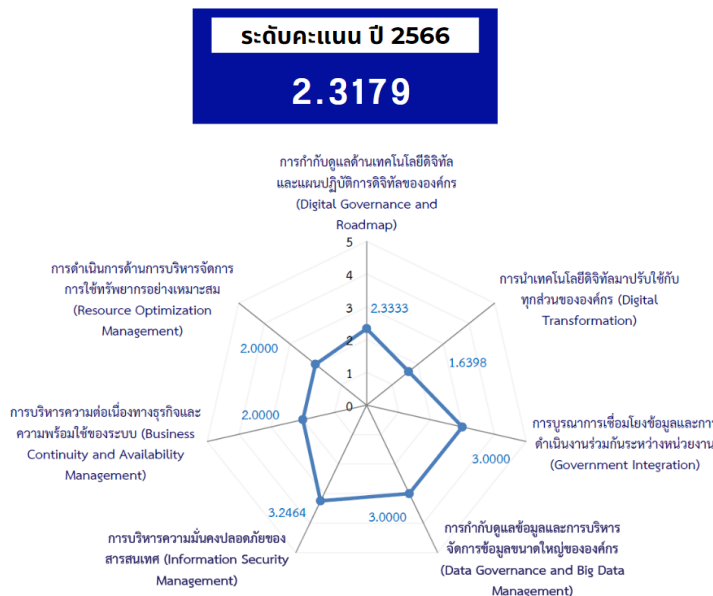 ระดับคะแนน ปี 2566
2.3179
การกำกับดูแลด้านเทคโนโลยีดิจิทัล
และแผนปฏิบัติการดิจิทัลขององค์กร
(Digital Governance and
Roadmap)
5
4
3
2
1
0
2.3333
การนำเทคโนโลยีดิจิทัลมาปรับใช้กับ
ทุกส่วนขององค์กร (Digital
Transformation)
1.6398
การบูรณาการเชื่อมโยงข้อมูลและการ
ดำเนินงานร่วมกันระหว่างหน่วยงาน
(Government Integration)
3.0000
การกำกับดูแลข้อมูลและการบริหาร
จัดการข้อมูลขนาดใหญ่ขององค์กร
(Data Governance and Big Data
Management)
3.0000
การบริหารความมั่นคงปลอดภัยของ
สารสนเทศ (Information Security
Management)
3.2464
การบริหารความต่อเนื่องทางธุรกิจและ
ความพร้อมใช้ของระบบ (Business
Continuity and Availability
Management)
2.0000
การดำเนินการด้านการบริหารจัดการ
การใช้ทรัพยากรอย่างเหมาะสม
(Resource Optimization
Management)
2.0000